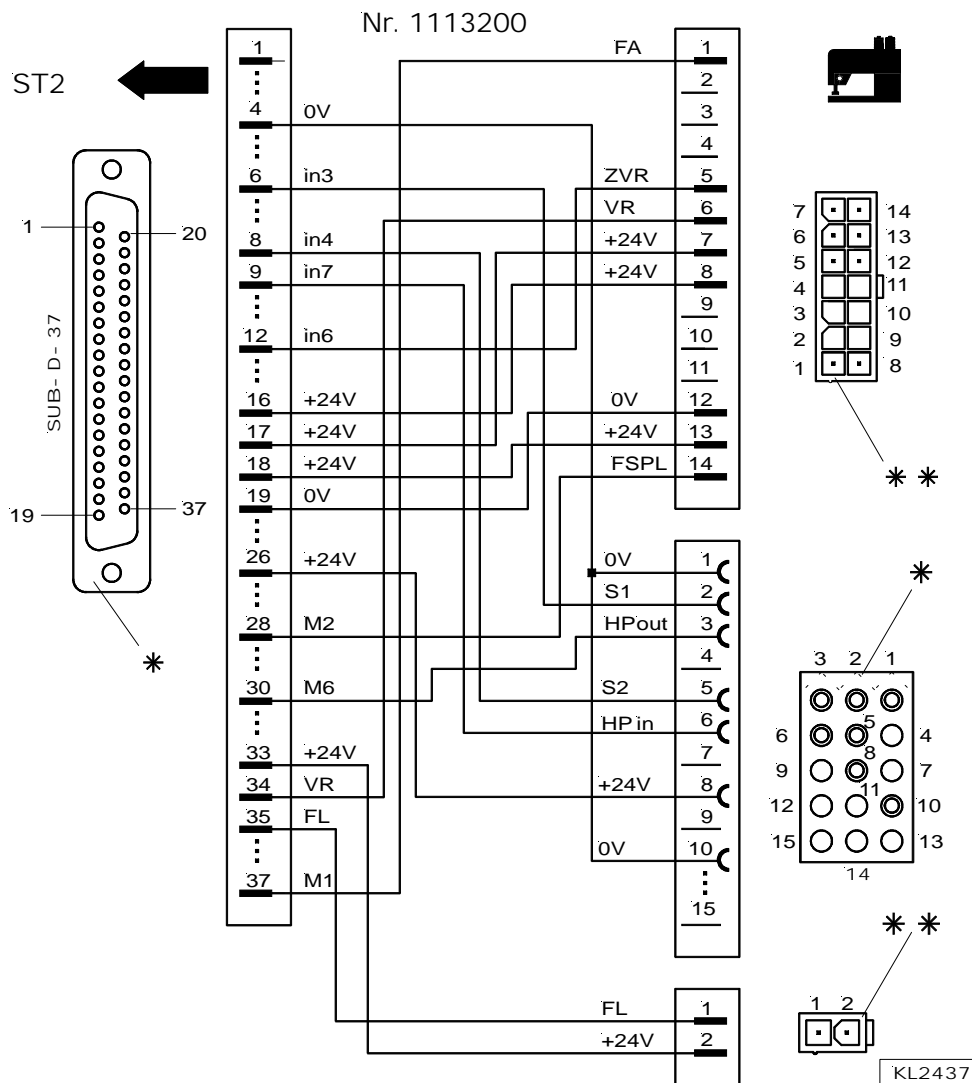 Nr. 1113200
ST2
SUB-D-37
1
20
19
37
*
1
4 0V
6 in3
8 in4
9 in7
12 in6
16 +24V
17 +24V
18 +24V
19 0V
26 +24V
28 M2
30 M6
33 +24V
34 VR
35 FL
37 M1
FA 1
2
3
4
ZVR 5
VR 6
+24V 7
+24V 8
9
10
11
0V 12
+24V 13
FSPL 14
0V 1
S1 2
HPout 3
4
S2 5
HPin 6
7
+24V 8
9
0V 10
15
FL 1
+24V 2
7 14
6 13
5 12
4 11
3 10
2 9
1 8
* *
*
3 2 1
6 5 4
9 8 7
12 11 10
15 13
14
* *
1 2
KL2437